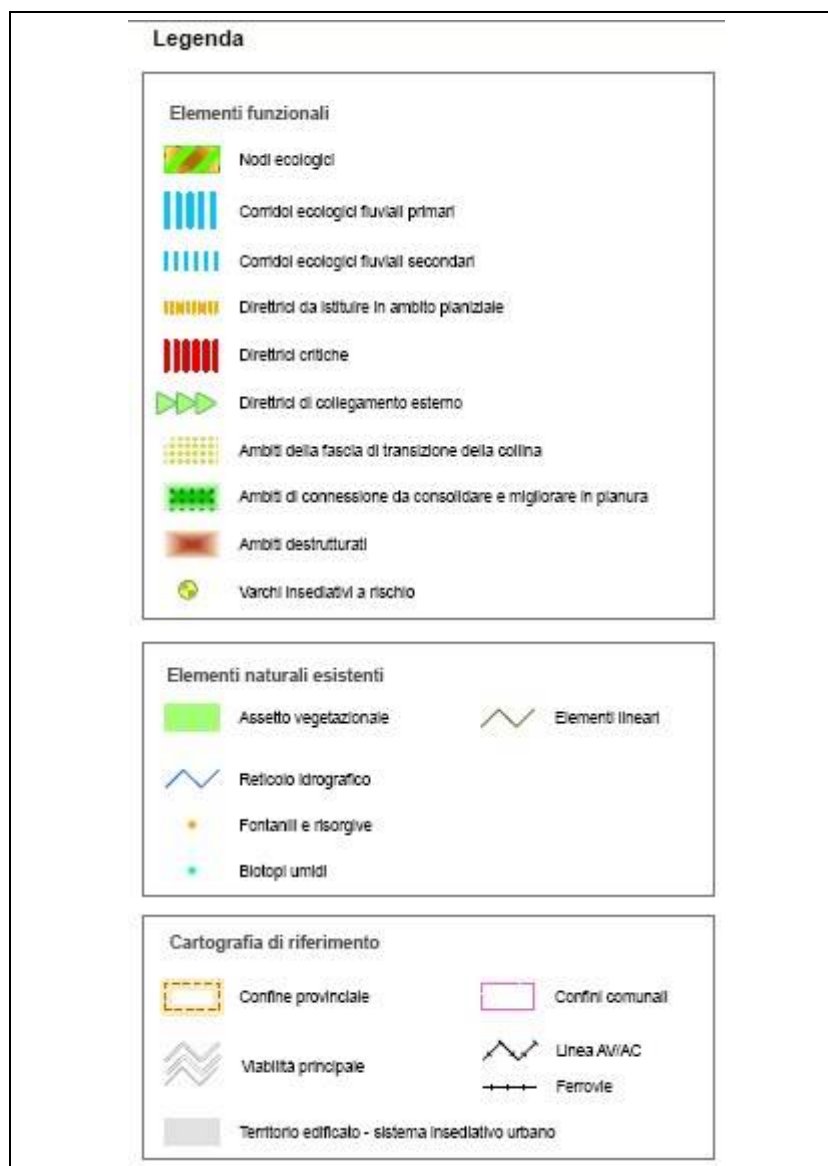 Legenda
Elementi funzionali
Nodi ecologici
Corridoi ecologici fluviali primari
Corridoi ecologici fluviali secondari
Direttrici da istituire in ambito planiziale
Direttrici critiche
Direttrici di collegamento esterno
Ambiti della fascia di transizione della collina
Ambiti di connessione da consolidare e migliorare in pianura
Ambiti destrutturati
Varchi insediativi a rischio
Elementi naturali esistenti
Assetto vegetazionale
Elementi lineari
Reticolo idrografico
Fontanili e risorgive
Biotopi umidi
Cartografia di riferimento
Confine provinciale
Confini comunali
Viabilità principale
Linea AV/AC
Ferrovie
Territorio edificato - sistema insediativo urbano